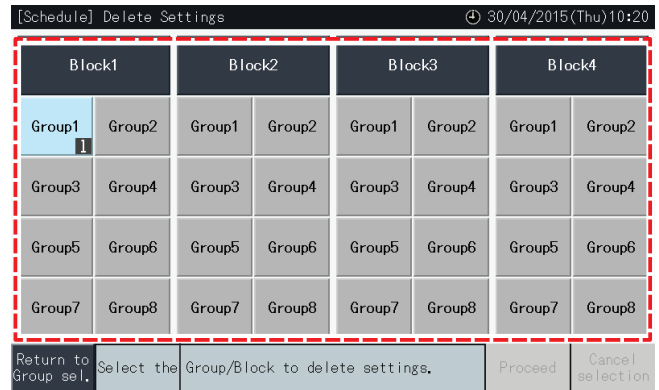 [Schedule] Delete Settings 30/04/2015(Thu)10:20
Block1 Block2 Block3 Block4
Group1 Group2 Group1 Group2 Group1 Group2 Group1 Group2
1
Group3 Group4 Group3 Group4 Group3 Group4 Group3 Group4
Group5 Group6 Group5 Group6 Group5 Group6 Group5 Group6
Group7 Group8 Group7 Group8 Group7 Group8 Group7 Group8
Return to
Group sel.
Select the Group/Block to delete settings.
Proceed
Cancel
selection